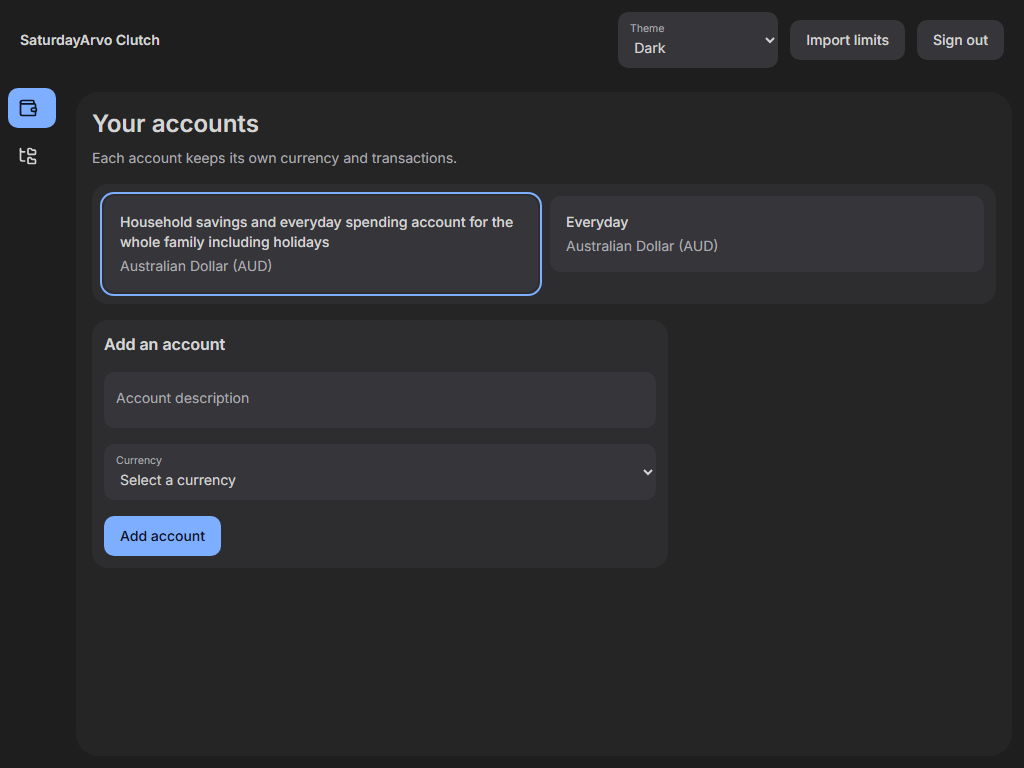 SaturdayArvo Clutch
Theme
Dark
Import limits
Sign out
Your accounts
Each account keeps its own currency and transactions.
Household savings and everyday spending account for the
whole family including holidays
Australian Dollar (AUD)
Everyday
Australian Dollar (AUD)
Add an account
Account description
Currency
Select a currency
Add account